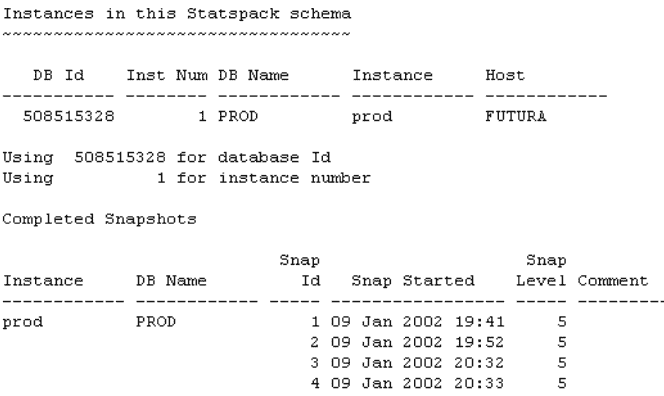 Instances in this Statspack schema
~~~~~~~~~~~~~~~~~~~~~~~~~~~~~~~~~~
   DB Id    Inst Num DB Name      Instance     Host
----------- -------- ------------ ------------ ------------
  508515328        1 PROD         prod         FUTURA
Using  508515328 for database Id
Using          1 for instance number
Completed Snapshots
                           Snap                    Snap
Instance     DB Name         Id   Snap Started    Level Comment
------------ ------------ ----- ----------------- ----- ---------
prod         PROD             1 09 Jan 2002 19:41     5
                              2 09 Jan 2002 19:52     5
                              3 09 Jan 2002 20:32     5
                              4 09 Jan 2002 20:33     5